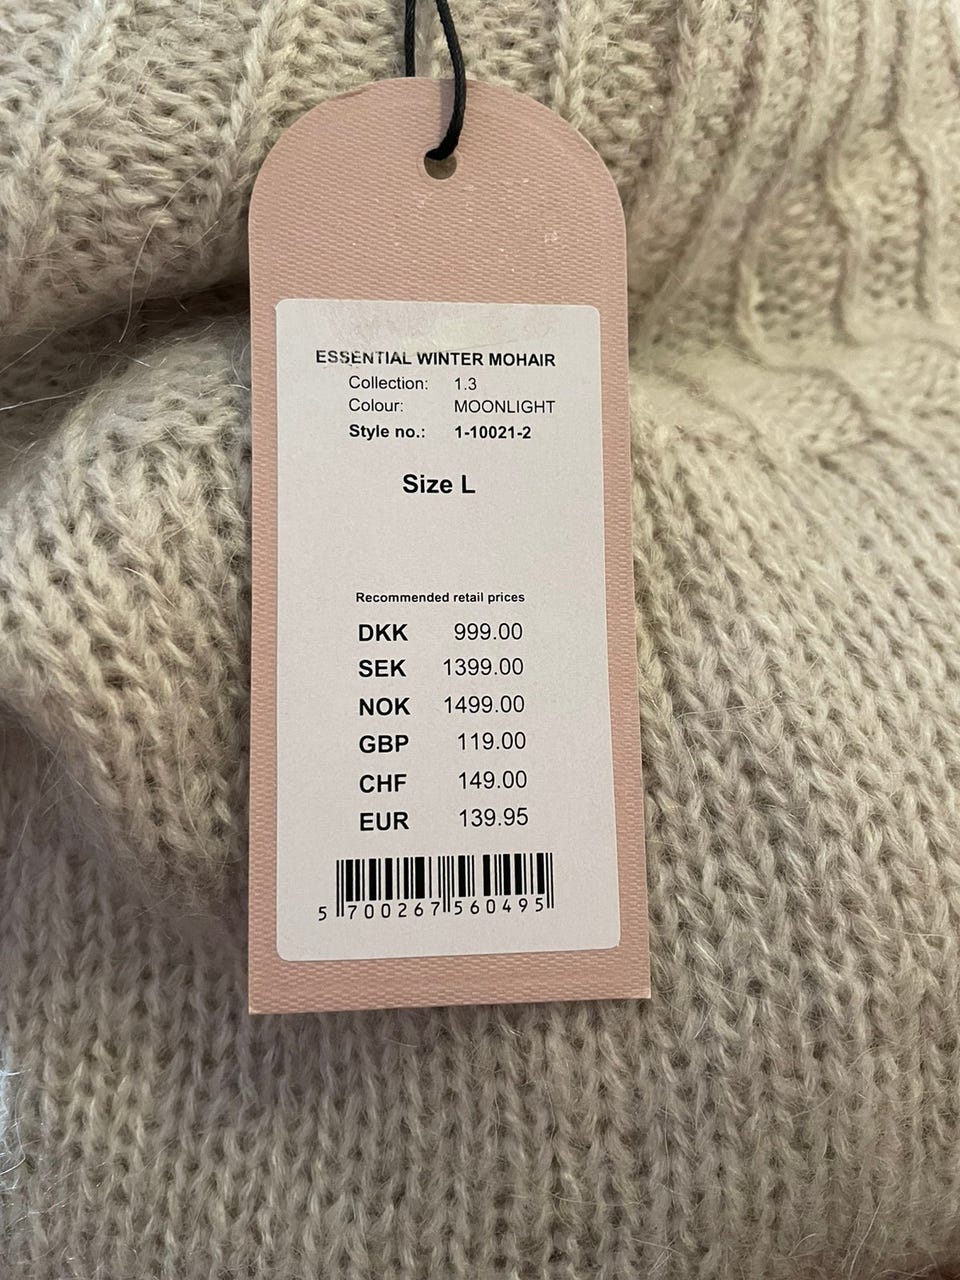 ESSENTIAL WINTER MOHAIR
Collection: 1.3
Colour: MOONLIGHT
Style no.: 1-10021-2
Size L
Recommended retail prices
DKK 999.00
SEK 1399.00
NOK 1499.00
GBP 119.00
CHF 149.00
EUR 139.95
5 700267 560495